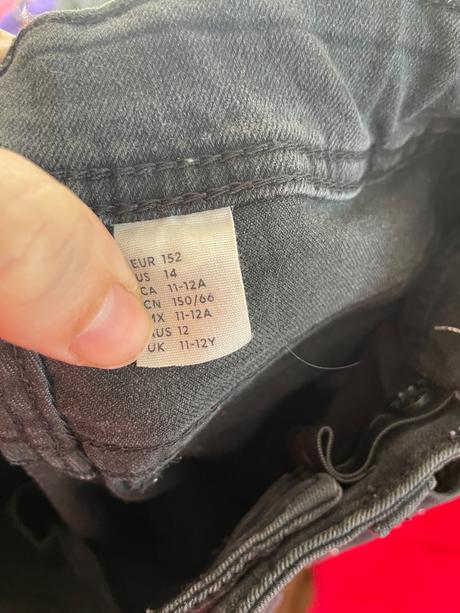 EUR 152
US 14
CA 11-12A
CN 150/66
MX 11-12A
AUS 12
UK 11-12Y